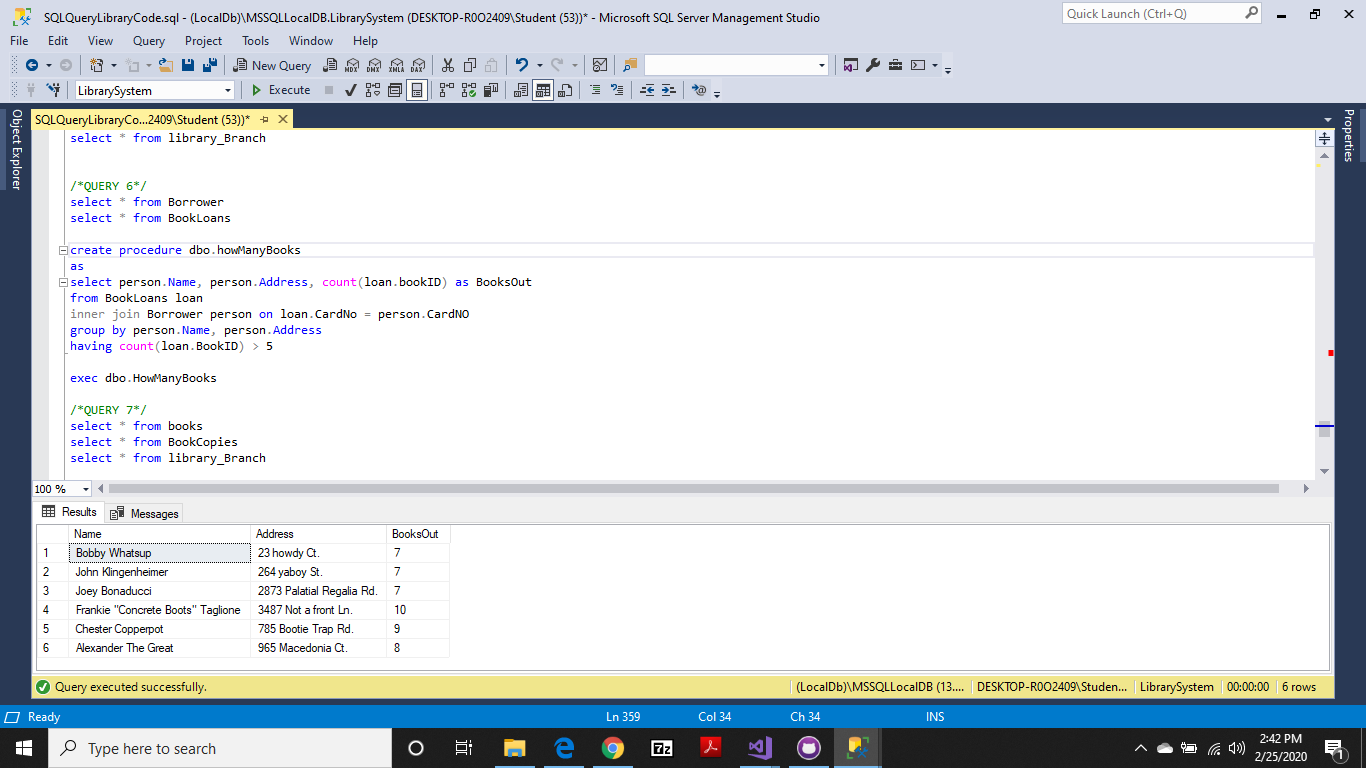 SQLQueryLibraryCode.sql - (LocalDb)\MSSQLLocalDB.LibrarySystem (DESKTOP-R0O2409\Student (53))* - Microsoft SQL Server Management Studio
Quick Launch (Ctrl+Q)
File Edit View Query Project Tools Window Help
New Query
MDX DMX XMLA DAX
LibrarySystem
Execute
Object Explorer
SQLQueryLibraryCo...2409\Student (53))*
Properties
select * from library_Branch
/*QUERY 6*/
select * from Borrower
select * from BookLoans
create procedure dbo.howManyBooks
as
select person.Name, person.Address, count(loan.bookID) as BooksOut
from BookLoans loan
inner join Borrower person on loan.CardNo = person.CardNO
group by person.Name, person.Address
having count(loan.BookID) > 5
exec dbo.HowManyBooks
/*QUERY 7*/
select * from books
select * from BookCopies
select * from library_Branch
100 %
Results Messages
Name Address BooksOut
1 Bobby Whatsup 23 howdy Ct. 7
2 John Klingenheimer 264 yaboy St. 7
3 Joey Bonaducci 2873 Palatial Regalia Rd. 7
4 Frankie "Concrete Boots" Taglione 3487 Not a front Ln. 10
5 Chester Copperpot 785 Bootie Trap Rd. 9
6 Alexander The Great 965 Macedonia Ct. 8
Query executed successfully.
(LocalDb)\MSSQLLocalDB (13.... DESKTOP-R0O2409\Studen... LibrarySystem 00:00:00 6 rows
Ready Ln 359 Col 34 Ch 34 INS
Type here to search
7z
2:42 PM
2/25/2020
1